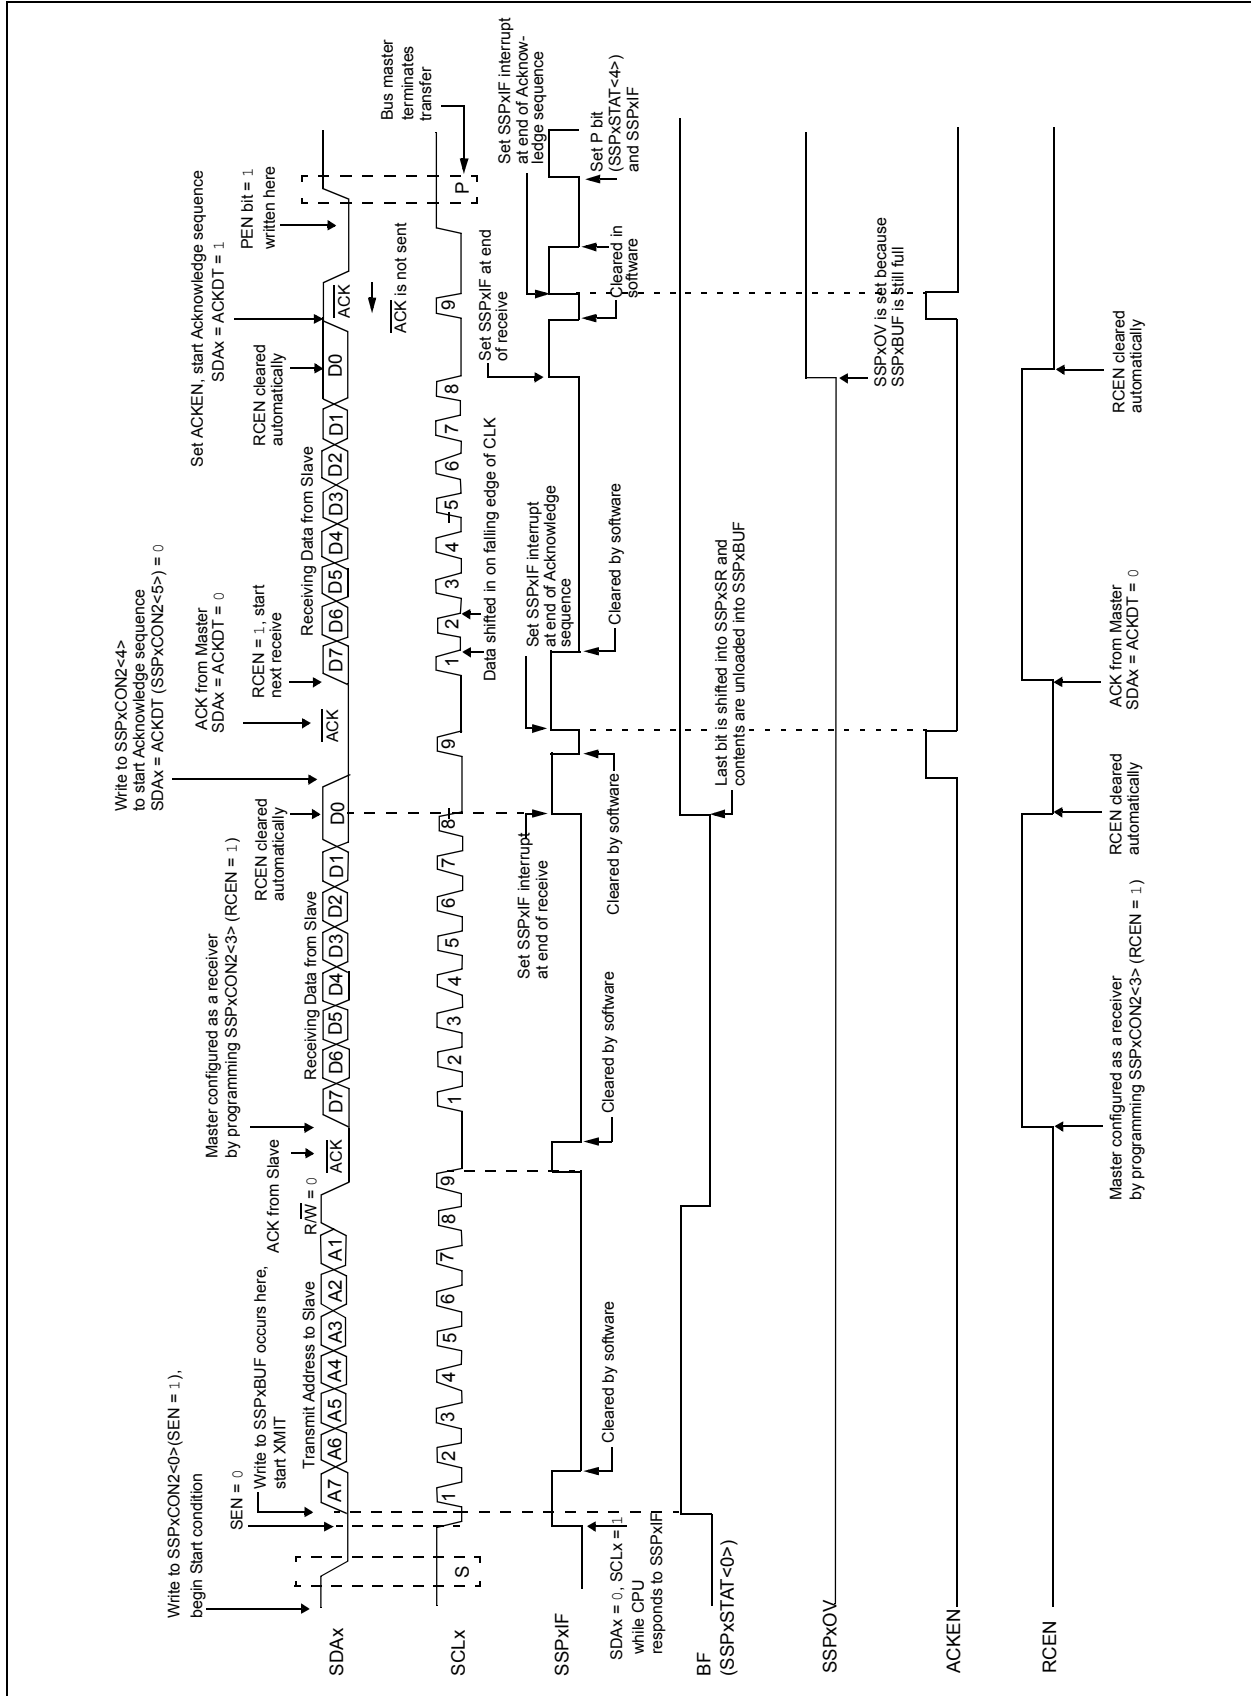 Write to SSPxCON2<0>(SEN = 1),
begin Start condition
SEN = 0
Write to SSPxBUF occurs here,
start XMIT
ACK from Slave
Master configured as a receiver
by programming SSPxCON2<3> (RCEN = 1)
RCEN cleared
automatically
Write to SSPxCON2<4>
to start Acknowledge sequence
SDAx = ACKDT (SSPxCON2<5>) = 0
ACK from Master
SDAx = ACKDT = 0
RCEN = 1, start
next receive
RCEN cleared
automatically
Set ACKEN, start Acknowledge sequence
SDAx = ACKDT = 1
PEN bit = 1
written here
Transmit Address to Slave
R/W = 0
Receiving Data from Slave
Receiving Data from Slave
SDAx
A7 A6 A5 A4 A3 A2 A1
ACK
D7 D6 D5 D4 D3 D2 D1 D0
ACK
D7 D6 D5 D4 D3 D2 D1 D0
ACK
ACK is not sent
Bus master
terminates
transfer
SCLx
S
1 2 3 4 5 6 7 8 9
1 2 3 4 5 6 7 8 9
1 2 3 4 5 6 7 8 9
P
Data shifted in on falling edge of CLK
Set SSPxIF interrupt
at end of receive
Set SSPxIF interrupt
at end of Acknowledge
sequence
Set SSPxIF at end
of receive
Set SSPxIF interrupt
at end of Acknow-
ledge sequence
SSPxIF
SDAx = 0, SCLx = 1
while CPU
responds to SSPxIF
Cleared by software
Cleared by software
Cleared by software
Cleared by software
Cleared in
software
Set P bit
(SSPxSTAT<4>)
and SSPxIF
BF
(SSPxSTAT<0>)
Last bit is shifted into SSPxSR and
contents are unloaded into SSPxBUF
SSPxOV
SSPxOV is set because
SSPxBUF is still full
ACKEN
RCEN
Master configured as a receiver
by programming SSPxCON2<3> (RCEN = 1)
RCEN cleared
automatically
ACK from Master
SDAx = ACKDT = 0
RCEN cleared
automatically